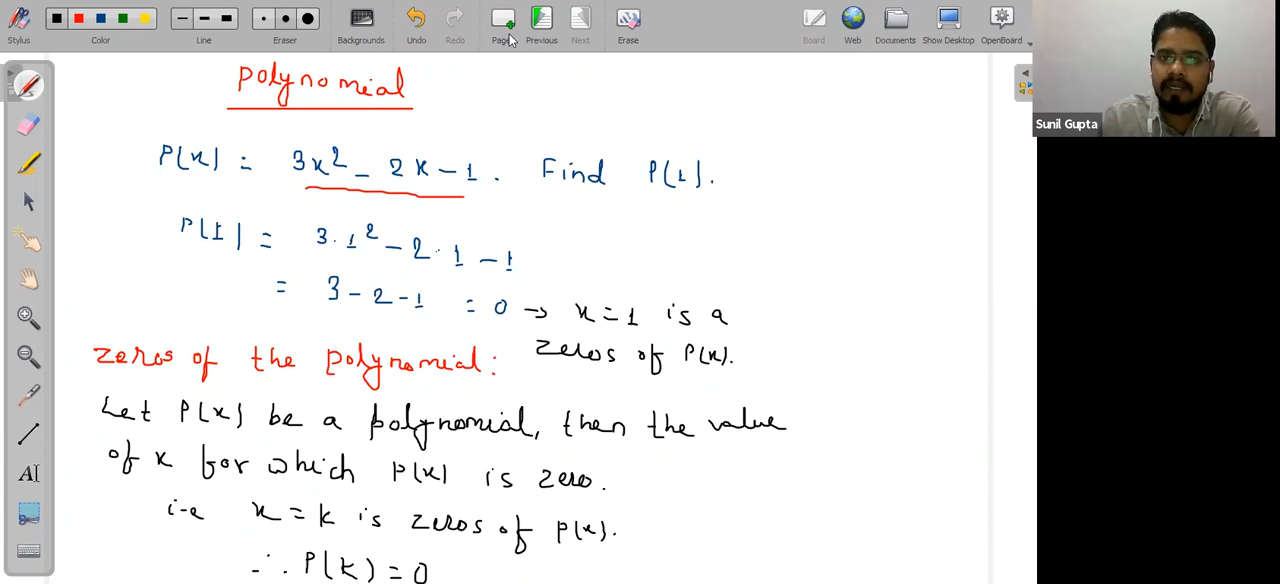 Stylus Color Line Eraser Backgrounds Undo Redo Pages Previous Next Erase Board Web Documents Show Desktop OpenBoard
Sunil Gupta
Polynomial
P(x) = 3x² - 2x - 1. Find P(1).
P(1) = 3·1² - 2·1 - 1
= 3 - 2 - 1 = 0 → x = 1 is a
zeros of P(x).
zeros of the polynomial:
Let P(x) be a polynomial, then the value
of x for which P(x) is zero.
i-e x = k is zeros of P(x).
∴ P(k) = 0